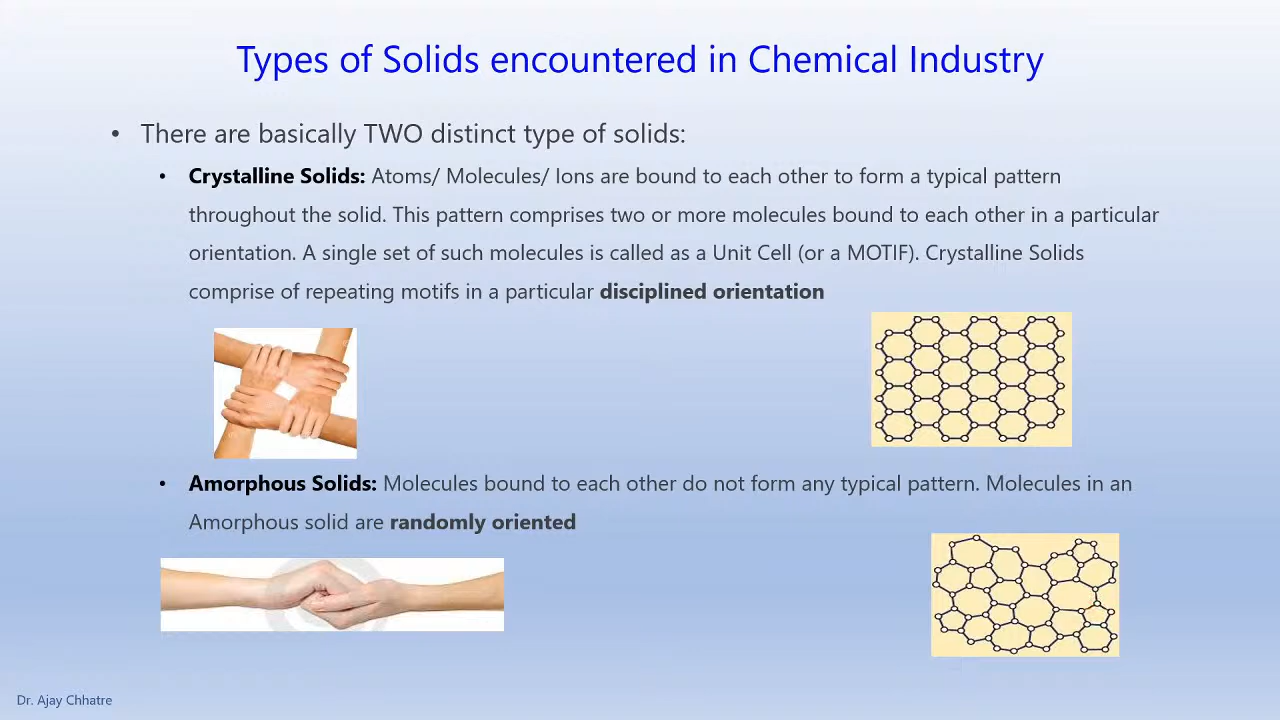 Types of Solids encountered in Chemical Industry
• There are basically TWO distinct type of solids:
• Crystalline Solids: Atoms/ Molecules/ Ions are bound to each other to form a typical pattern
throughout the solid. This pattern comprises two or more molecules bound to each other in a particular
orientation. A single set of such molecules is called as a Unit Cell (or a MOTIF). Crystalline Solids
comprise of repeating motifs in a particular disciplined orientation
• Amorphous Solids: Molecules bound to each other do not form any typical pattern. Molecules in an
Amorphous solid are randomly oriented
Dr. Ajay Chhatre